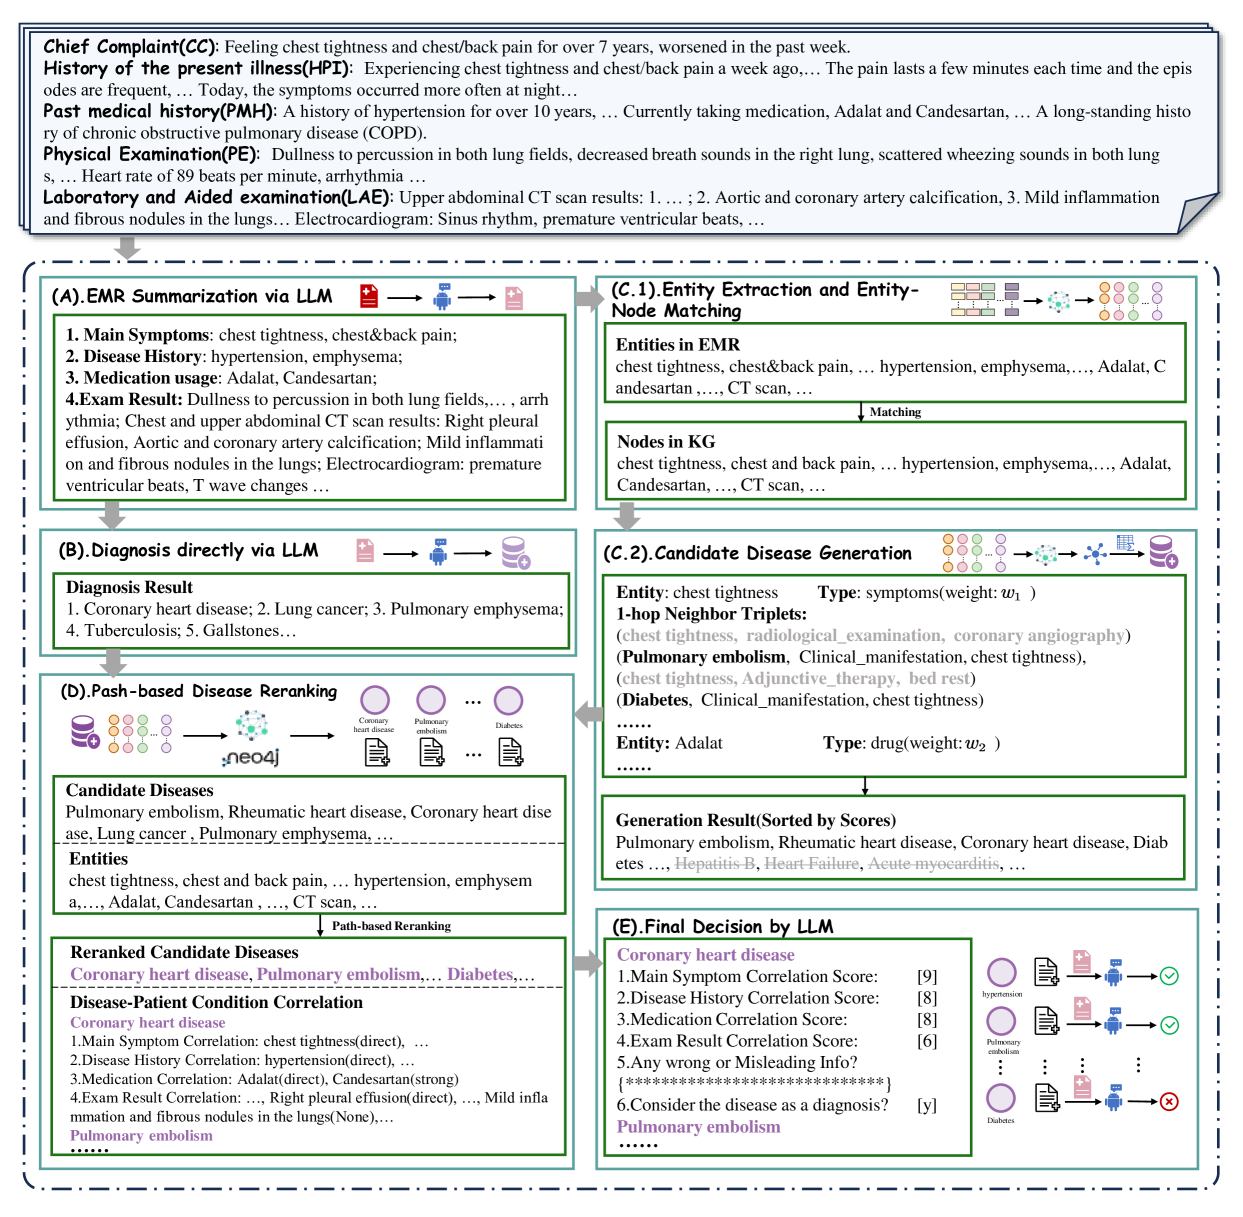 Chief Complaint(CC): Feeling chest tightness and chest/back pain for over 7 years, worsened in the past week.
History of the present illness(HPI): Experiencing chest tightness and chest/back pain a week ago,… The pain lasts a few minutes each time and the epis
odes are frequent, … Today, the symptoms occurred more often at night…
Past medical history(PMH): A history of hypertension for over 10 years, … Currently taking medication, Adalat and Candesartan, … A long-standing histo
ry of chronic obstructive pulmonary disease (COPD).
Physical Examination(PE): Dullness to percussion in both lung fields, decreased breath sounds in the right lung, scattered wheezing sounds in both lung
s, … Heart rate of 89 beats per minute, arrhythmia …
Laboratory and Aided examination(LAE): Upper abdominal CT scan results: 1. … ; 2. Aortic and coronary artery calcification, 3. Mild inflammation
and fibrous nodules in the lungs… Electrocardiogram: Sinus rhythm, premature ventricular beats, …
(A).EMR Summarization via LLM
1. Main Symptoms: chest tightness, chest&back pain;
2. Disease History: hypertension, emphysema;
3. Medication usage: Adalat, Candesartan;
4.Exam Result: Dullness to percussion in both lung fields,… , arrh
ythmia; Chest and upper abdominal CT scan results: Right pleural
effusion, Aortic and coronary artery calcification; Mild inflammati
on and fibrous nodules in the lungs; Electrocardiogram: premature
ventricular beats, T wave changes …
(B).Diagnosis directly via LLM
Diagnosis Result
1. Coronary heart disease; 2. Lung cancer; 3. Pulmonary emphysema;
4. Tuberculosis; 5. Gallstones…
(C.1).Entity Extraction and Entity-
Node Matching
Entities in EMR
chest tightness, chest&back pain, … hypertension, emphysema,…, Adalat, C
andesartan ,…, CT scan, …
Matching
Nodes in KG
chest tightness, chest and back pain, … hypertension, emphysema,…, Adalat,
Candesartan, …, CT scan, …
(C.2).Candidate Disease Generation
Entity: chest tightness Type: symptoms(weight: w₁ )
1-hop Neighbor Triplets:
(chest tightness, radiological_examination, coronary angiography)
(Pulmonary embolism, Clinical_manifestation, chest tightness),
(chest tightness, Adjunctive_therapy, bed rest)
(Diabetes, Clinical_manifestation, chest tightness)
……
Entity: Adalat Type: drug(weight: w₂ )
……
Generation Result(Sorted by Scores)
Pulmonary embolism, Rheumatic heart disease, Coronary heart disease, Diab
etes …, Hepatitis B, Heart Failure, Acute myocarditis, …
(D).Pash-based Disease Reranking
neo4j
Coronary
heart disease
Pulmonary
embolism
…
Diabetes
…
Candidate Diseases
Pulmonary embolism, Rheumatic heart disease, Coronary heart dise
ase, Lung cancer , Pulmonary emphysema, …
Entities
chest tightness, chest and back pain, … hypertension, emphysem
a,…, Adalat, Candesartan , …, CT scan, …
Path-based Reranking
Reranked Candidate Diseases
Coronary heart disease, Pulmonary embolism,… Diabetes,…
Disease-Patient Condition Correlation
Coronary heart disease
1.Main Symptom Correlation: chest tightness(direct), …
2.Disease History Correlation: hypertension(direct), …
3.Medication Correlation: Adalat(direct), Candesartan(strong)
4.Exam Result Correlation: …, Right pleural effusion(direct), …, Mild infla
mmation and fibrous nodules in the lungs(None),…
Pulmonary embolism
……
(E).Final Decision by LLM
Coronary heart disease
1.Main Symptom Correlation Score: [9]
2.Disease History Correlation Score: [8]
3.Medication Correlation Score: [8]
4.Exam Result Correlation Score: [6]
5.Any wrong or Misleading Info?
{*****************************}
6.Consider the disease as a diagnosis? [y]
Pulmonary embolism
……
hypertension
Pulmonary
embolism
Diabetes